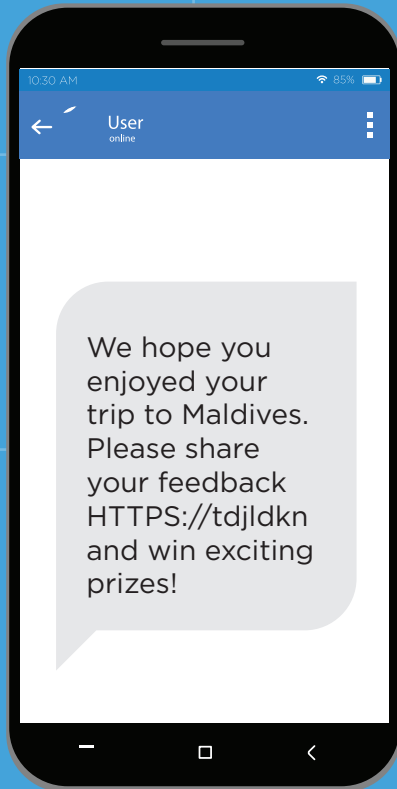 10:30 AM 85%
User
online
We hope you
enjoyed your
trip to Maldives.
Please share
your feedback
HTTPS://tdjldkn
and win exciting
prizes!